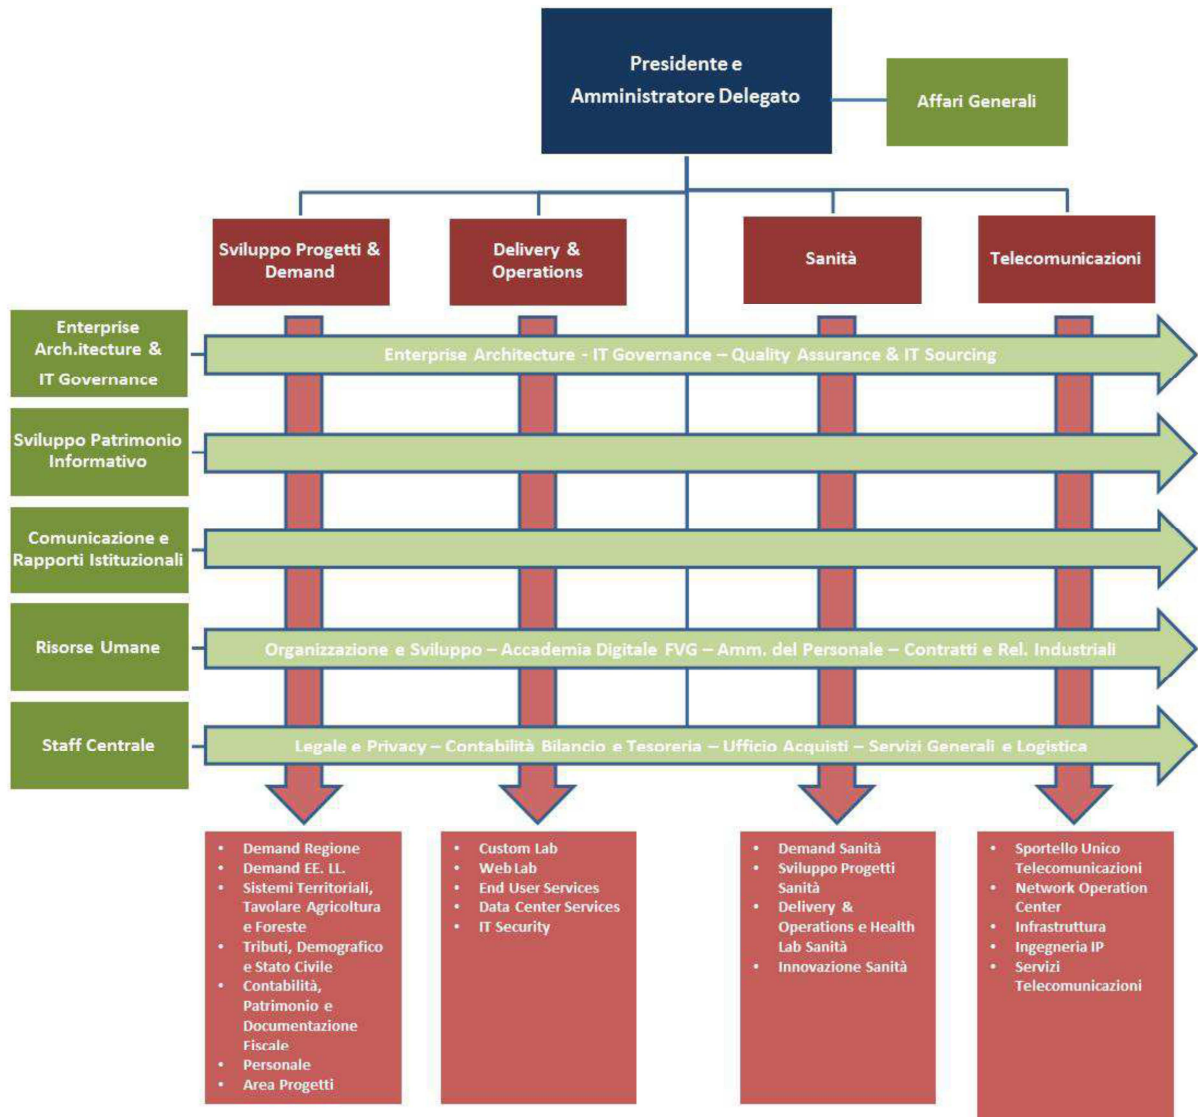 Presidente e
Amministratore Delegato
Affari Generali
Sviluppo Progetti &
Demand
Delivery &
Operations
Sanità
Telecomunicazioni
Enterprise
Arch.itecture &
IT Governance
Enterprise Architecture - IT Governance – Quality Assurance & IT Sourcing
Sviluppo Patrimonio
Informativo
Comunicazione e
Rapporti Istituzionali
Risorse Umane
Organizzazione e Sviluppo – Accademia Digitale FVG – Amm. del Personale – Contratti e Rel. Industriali
Staff Centrale
Legale e Privacy – Contabilità Bilancio e Tesoreria – Ufficio Acquisti – Servizi Generali e Logistica
• Demand Regione
• Demand EE. LL.
• Sistemi Territoriali,
Tavolare Agricoltura
e Foreste
• Tributi, Demografico
e Stato Civile
• Contabilità,
Patrimonio e
Documentazione
Fiscale
• Personale
• Area Progetti
• Custom Lab
• Web Lab
• End User Services
• Data Center Services
• IT Security
• Demand Sanità
• Sviluppo Progetti
Sanità
• Delivery &
Operations e Health
Lab Sanità
• Innovazione Sanità
• Sportello Unico
Telecomunicazioni
• Network Operation
Center
• Infrastruttura
• Ingegneria IP
• Servizi
Telecomunicazioni